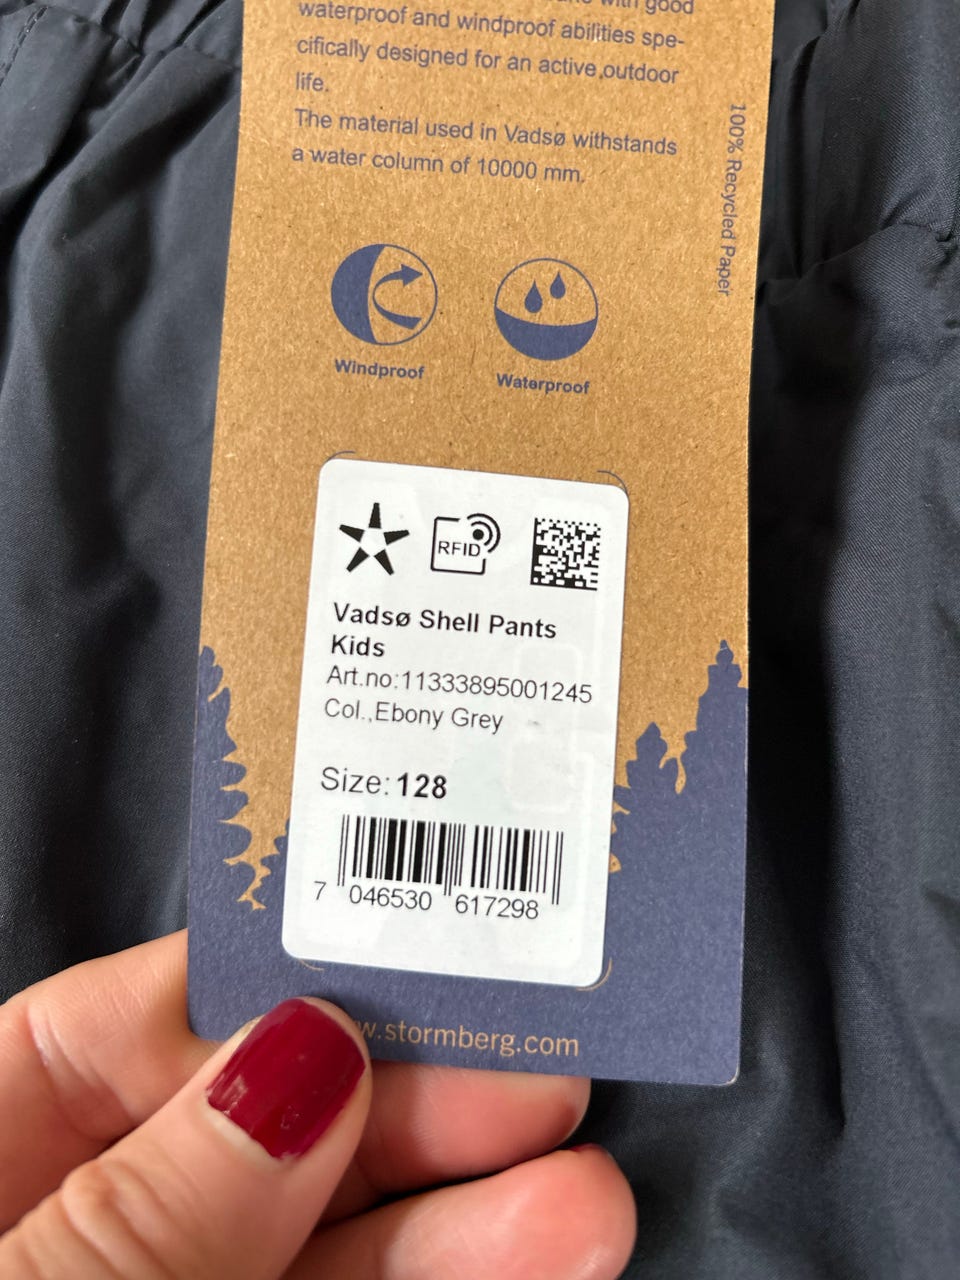 with good
waterproof and windproof abilities spe-
cifically designed for an active outdoor
life.
The material used in Vadsø withstands
a water column of 10000 mm.
100% Recycled Paper
Windproof
Waterproof
RFID
Vadsø Shell Pants
Kids
Art.no:11333895001245
Col.,Ebony Grey
Size: 128
7 046530 617298
w.stormberg.com